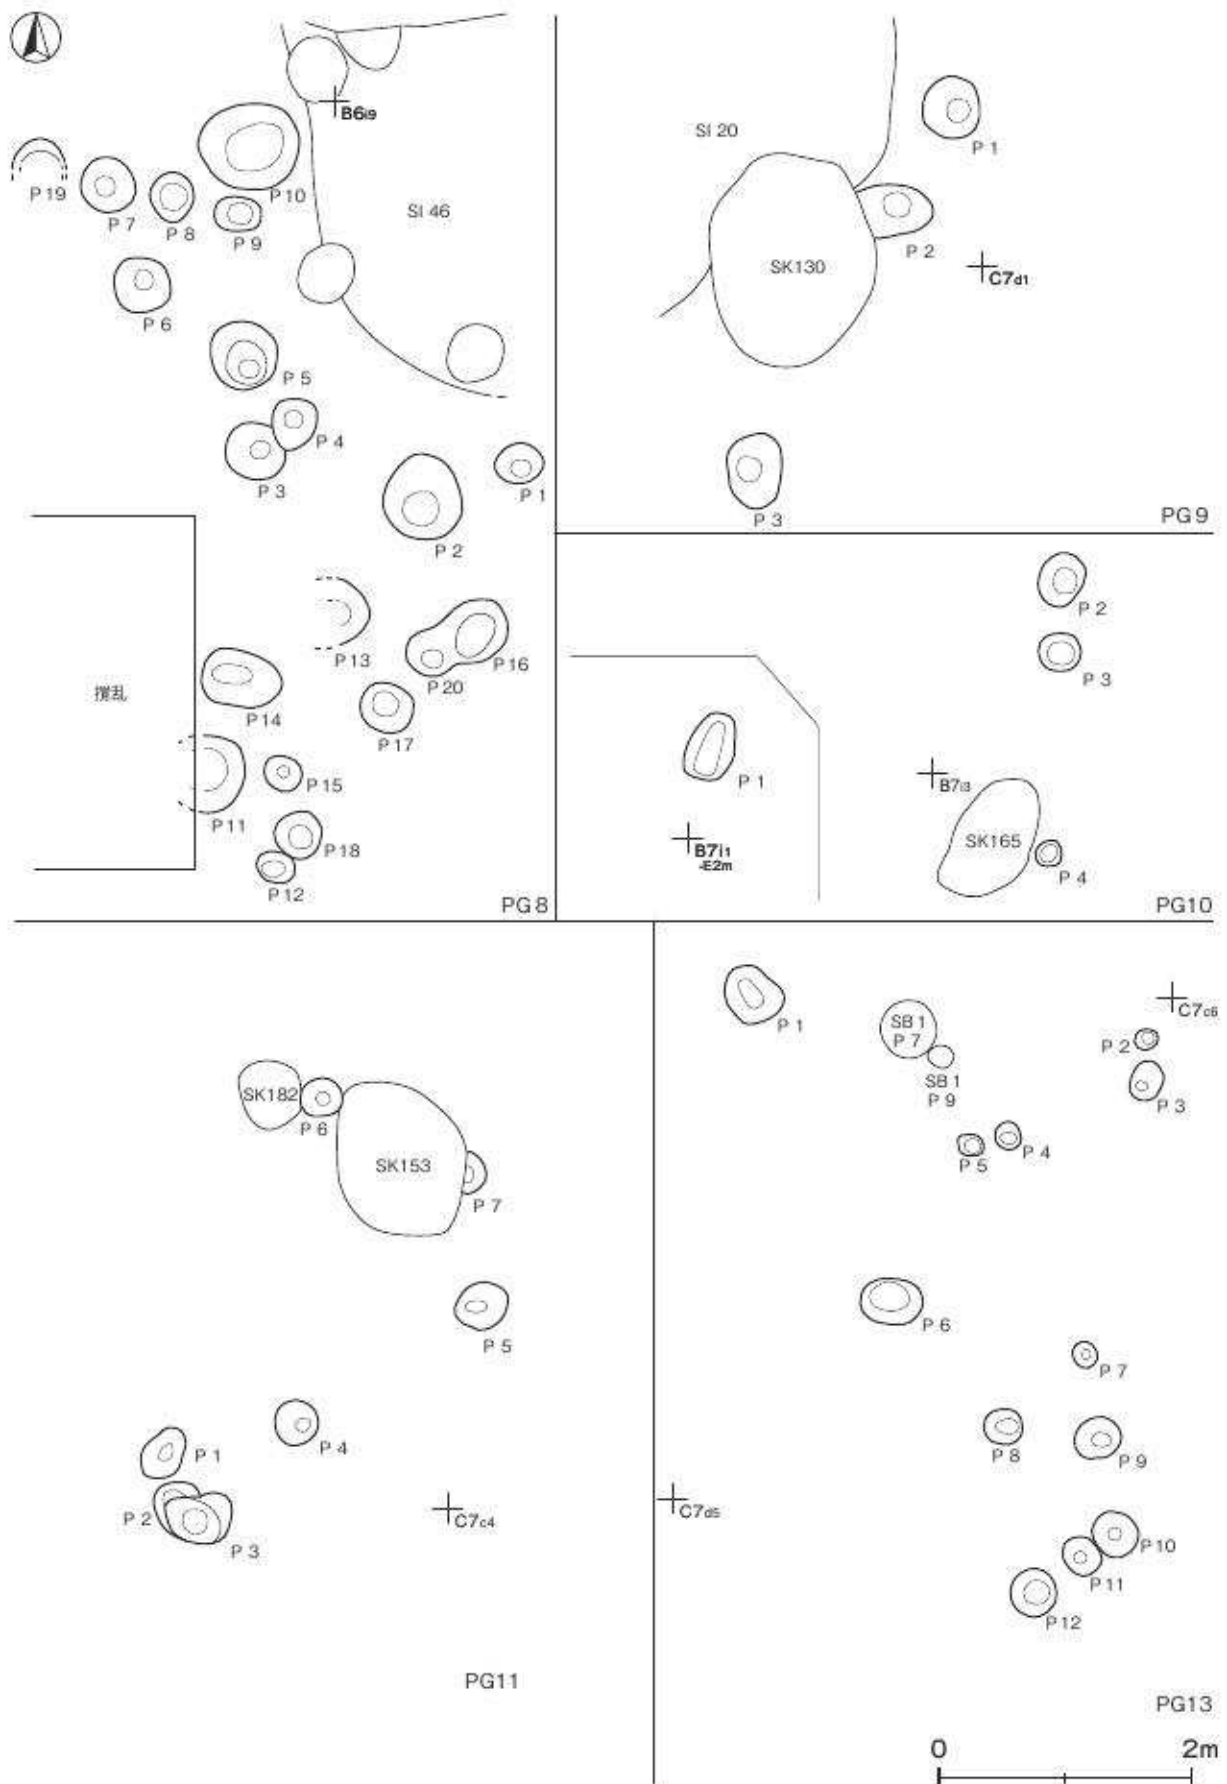 B6i9
P19
P7
P8
P9
P10
SI 46
P6
P5
P4
P3
P1
P2
P13
P16
P20
P14
P17
撹乱
P15
P11
P18
P12
PG8
SI 20
P1
P2
SK130
C7d1
P3
PG9
P2
P3
P1
B7i3
B7i1
-E2m
SK165
P4
PG10
SK182
P6
SK153
P7
P5
P4
P1
P2
P3
C7c4
PG11
P1
SB1
P7
SB1
P9
C7c6
P2
P3
P4
P5
P6
P7
P8
P9
C7d5
P10
P11
P12
PG13
0 2m